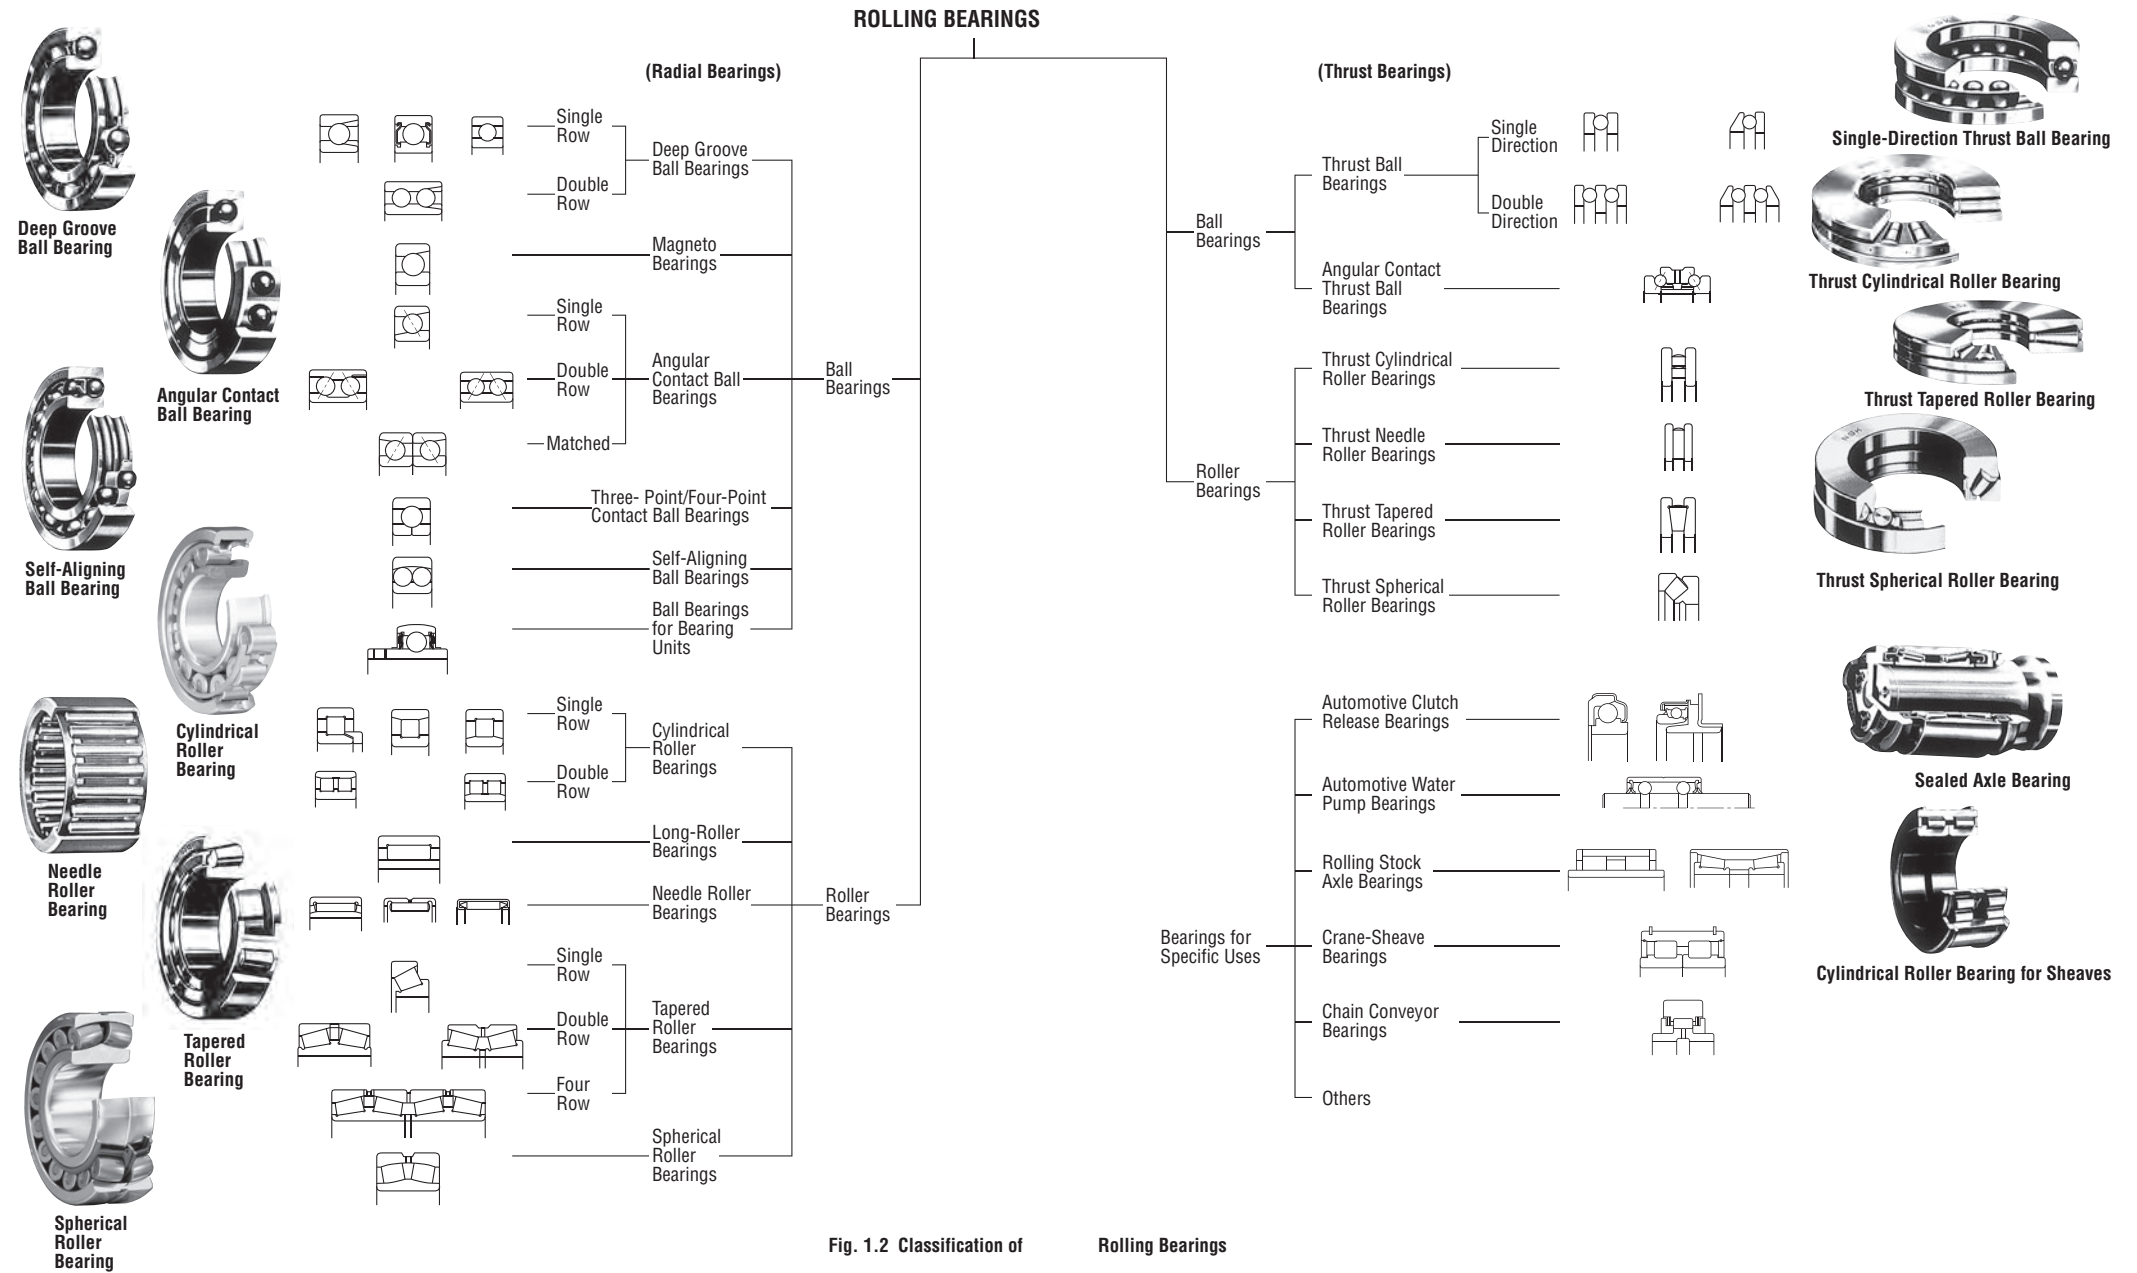 ROLLING BEARINGS
(Radial Bearings)
(Thrust Bearings)
Deep Groove
Ball Bearing
Angular Contact
Ball Bearing
Self-Aligning
Ball Bearing
Cylindrical
Roller
Bearing
Needle
Roller
Bearing
Tapered
Roller
Bearing
Spherical
Roller
Bearing
Single
Row
Double
Row
Deep Groove
Ball Bearings
Magneto
Bearings
Single
Row
Double
Row
Matched
Angular
Contact Ball
Bearings
Three- Point/Four-Point
Contact Ball Bearings
Self-Aligning
Ball Bearings
Ball Bearings
for Bearing
Units
Ball
Bearings
Single
Row
Double
Row
Cylindrical
Roller
Bearings
Long-Roller
Bearings
Needle Roller
Bearings
Single
Row
Double
Row
Four
Row
Tapered
Roller
Bearings
Spherical
Roller
Bearings
Roller
Bearings
Ball
Bearings
Thrust Ball
Bearings
Single
Direction
Double
Direction
Angular Contact
Thrust Ball
Bearings
Roller
Bearings
Thrust Cylindrical
Roller Bearings
Thrust Needle
Roller Bearings
Thrust Tapered
Roller Bearings
Thrust Spherical
Roller Bearings
Bearings for
Specific Uses
Automotive Clutch
Release Bearings
Automotive Water
Pump Bearings
Rolling Stock
Axle Bearings
Crane-Sheave
Bearings
Chain Conveyor
Bearings
Others
Single-Direction Thrust Ball Bearing
Thrust Cylindrical Roller Bearing
Thrust Tapered Roller Bearing
Thrust Spherical Roller Bearing
Sealed Axle Bearing
Cylindrical Roller Bearing for Sheaves
Fig. 1.2 Classification of Rolling Bearings